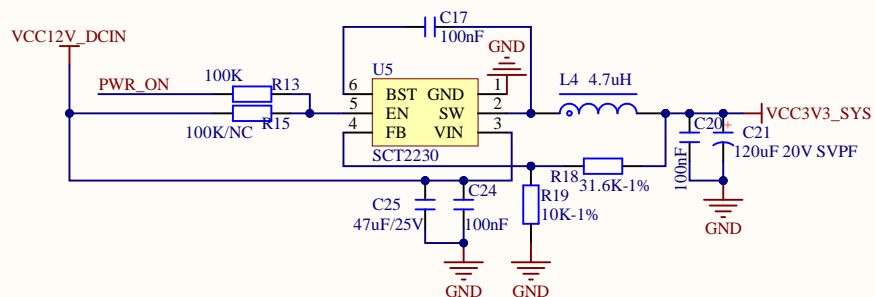 C17
VCC12V_DCIN
100nF
GND
U5
L4 4.7uH
PWR_ON
100K
R13
6
BST
GND
1
5
EN
SW
2
VCC3V3_SYS
4
FB
VIN
3
100K/NC
R15
C20
C21
SCT2230
120uF 20V SVPF
100nF
R18
31.6K-1%
R19
C25
C24
10K-1%
47uF/25V
100nF
GND
GND
GND